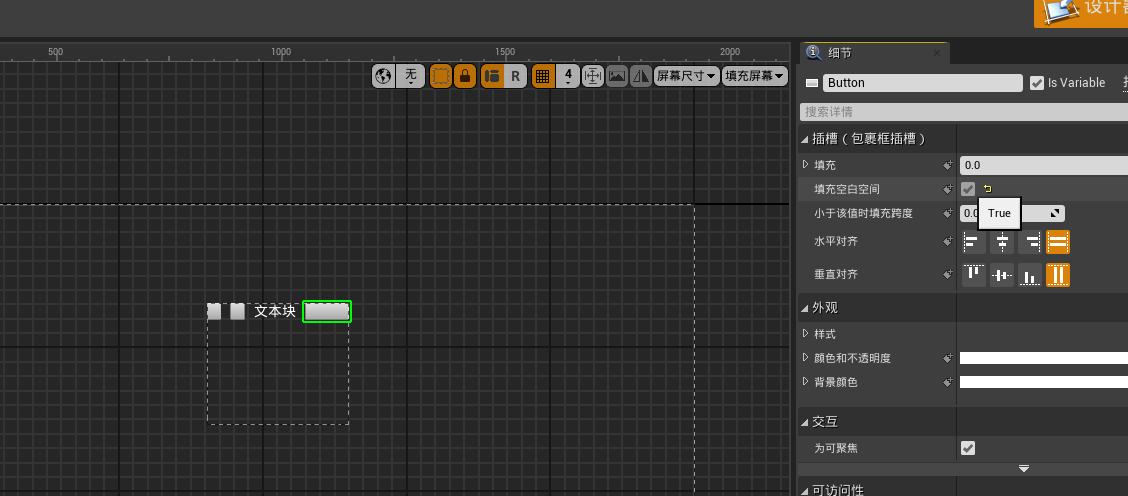 设计
500 1000 1500 2000
无 R 4 屏幕尺寸 填充屏幕
细节
Button Is Variable
搜索详情
插槽（包裹框插槽）
填充 0.0
填充空白空间
True
小于该值时填充跨度 0.0
水平对齐
垂直对齐
外观
样式
颜色和不透明度
背景颜色
文本块
交互
为可聚焦
可访问性